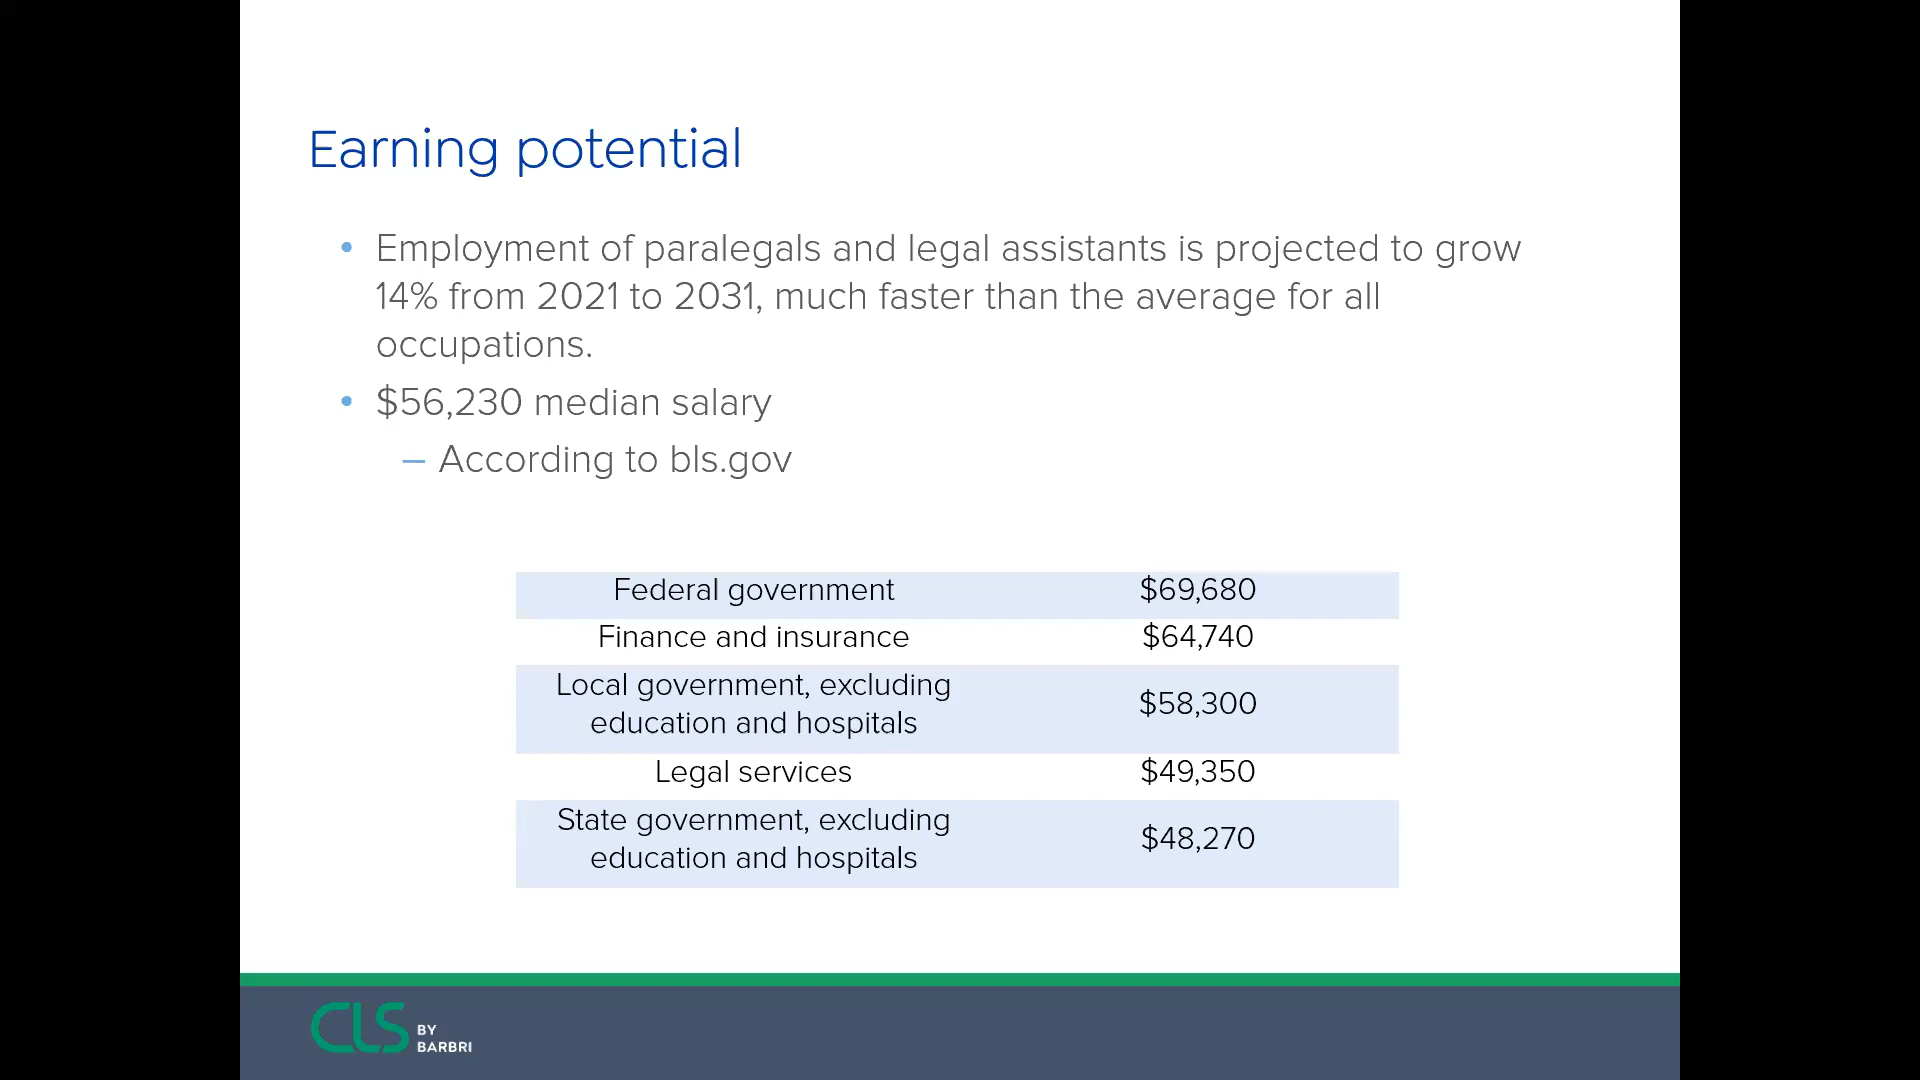 Earning potential
• Employment of paralegals and legal assistants is projected to grow
14% from 2021 to 2031, much faster than the average for all
occupations.
• $56,230 median salary
– According to bls.gov
Federal government $69,680
Finance and insurance $64,740
Local government, excluding
education and hospitals $58,300
Legal services $49,350
State government, excluding
education and hospitals $48,270
CLS BY
BARBRI